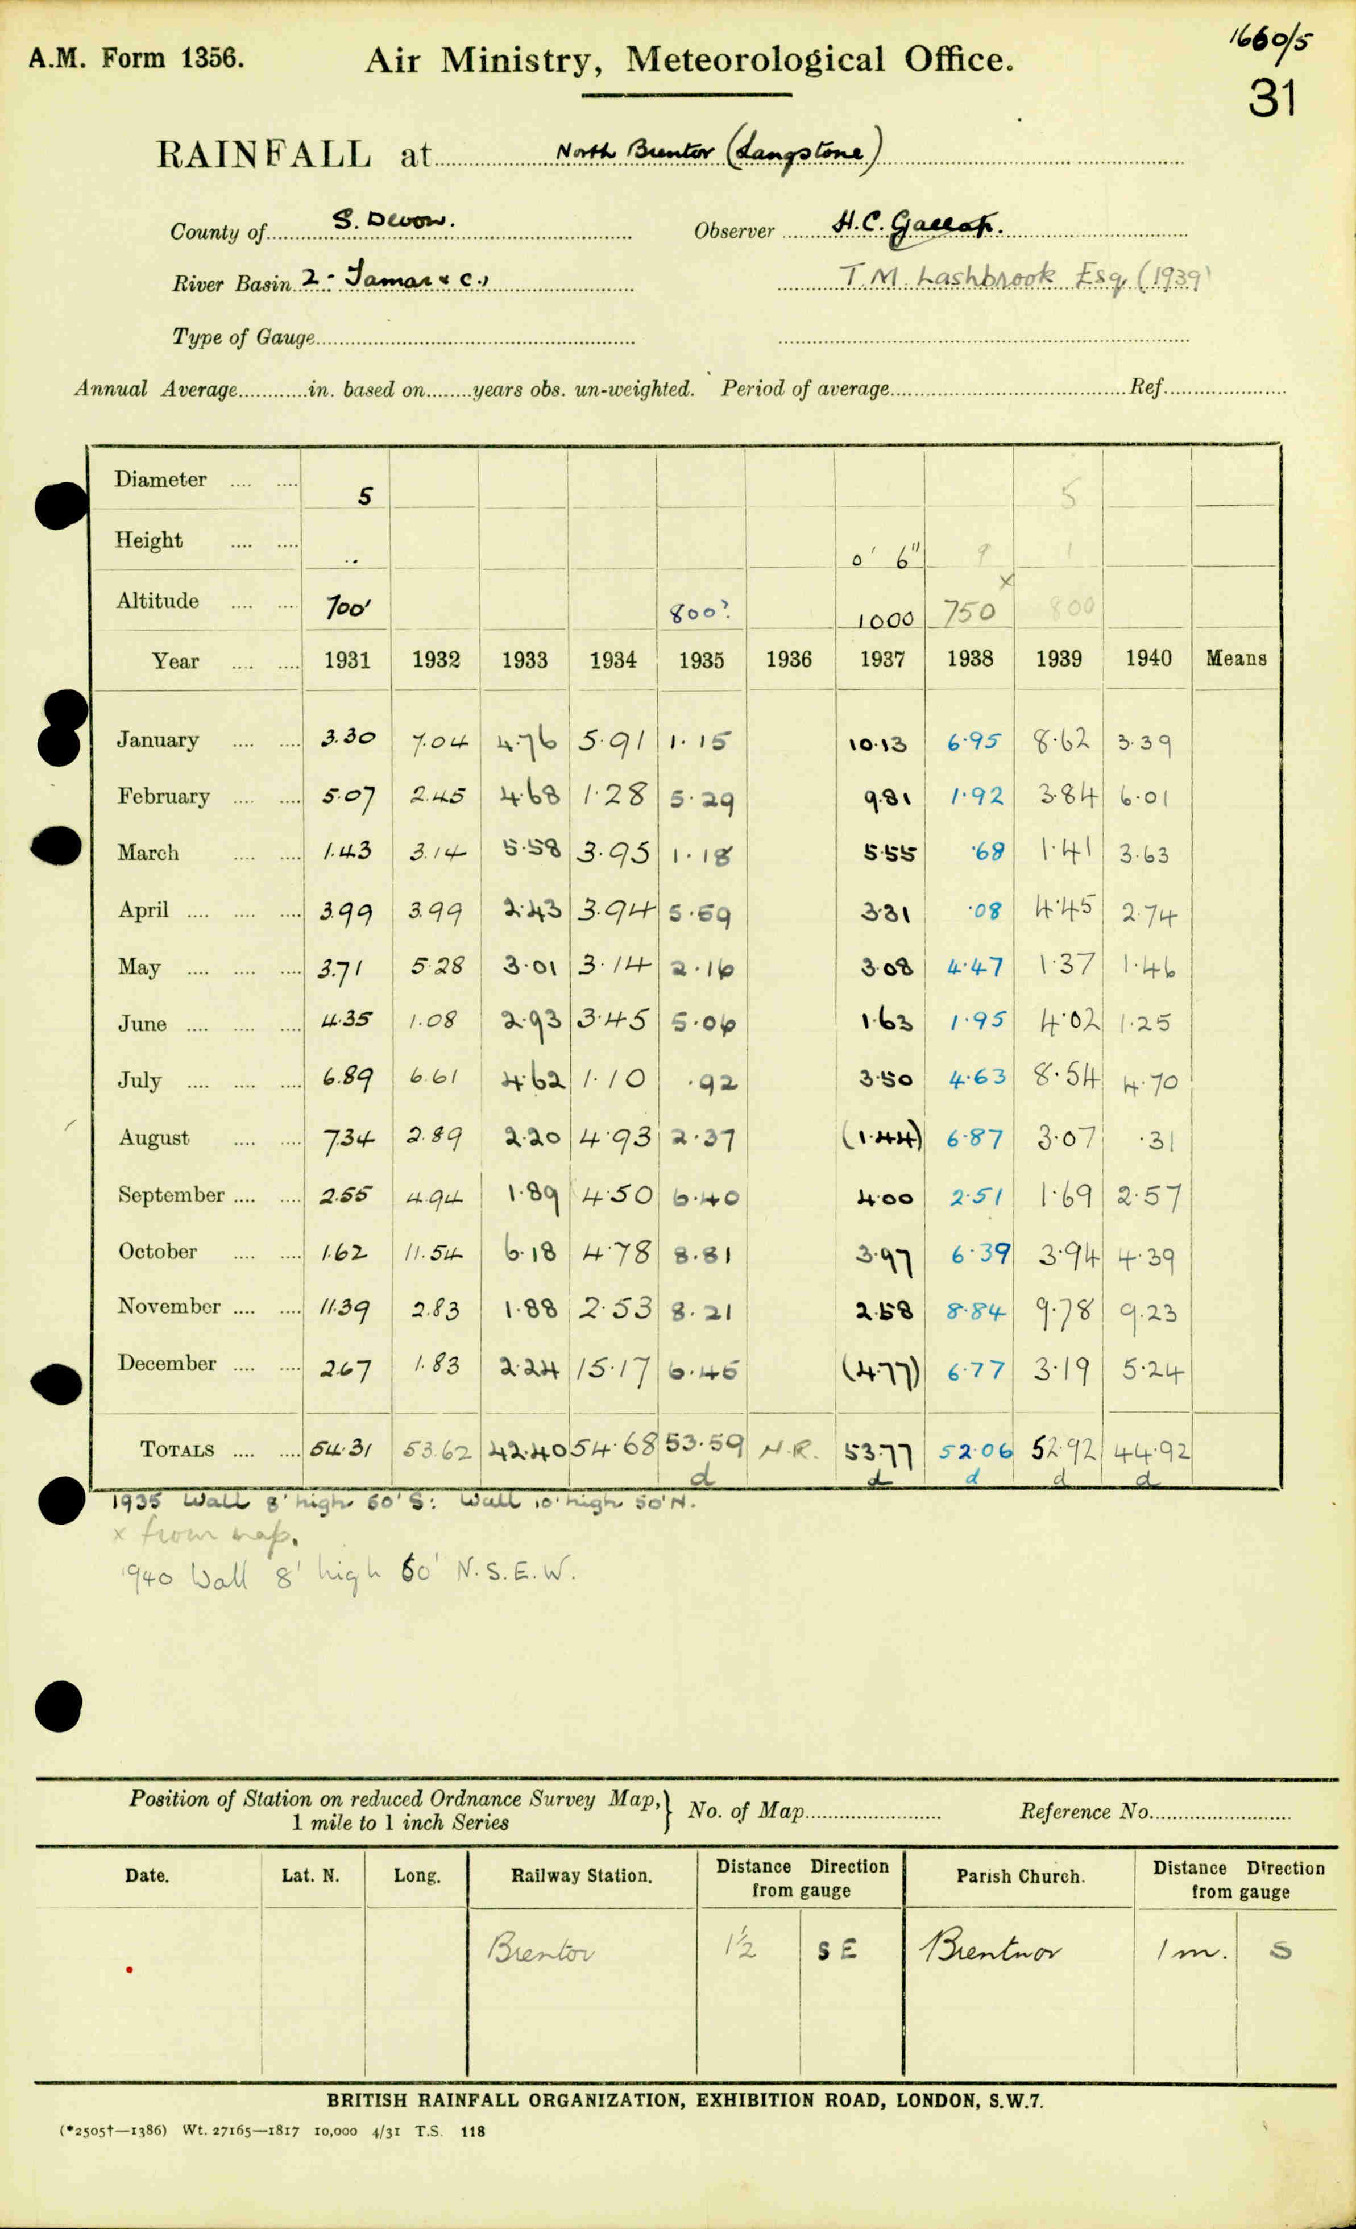 1660/5
A.M. Form 1356. Air Ministry, Meteorological Office.
31
RAINFALL at North Brentor (Langstone)
County of S. Devon. Observer H.C. Gallop.
River Basin 2 - Tamar & c., T.M. Lashbrook Esq. (1939)
Type of Gauge
Annual Average in. based on years obs. un-weighted. Period of average Ref.
Diameter 5 5
Height .. 0' 6" 9 1
Altitude 700' 800? 1000 750 x 800
Year 1931 1932 1933 1934 1935 1936 1937 1938 1939 1940 Means
January 3.30 7.04 4.76 5.91 1.15 10.13 6.95 8.62 3.39
February 5.07 2.45 4.68 1.28 5.29 9.81 1.92 3.84 6.01
March 1.43 3.14 5.58 3.95 1.18 5.55 .68 1.41 3.63
April 3.99 3.99 2.43 3.94 5.59 3.31 .08 4.45 2.74
May 3.71 5.28 3.01 3.14 2.16 3.08 4.47 1.37 1.46
June 4.35 1.08 2.93 3.45 5.06 1.63 1.95 4.02 1.25
July 6.89 6.61 4.62 1.10 .92 3.50 4.63 8.54 4.70
August 7.34 2.89 2.20 4.93 2.37 (1.44) 6.87 3.07 .31
September 2.55 4.94 1.89 4.50 6.40 4.00 2.51 1.69 2.57
October 1.62 11.54 6.18 4.78 8.81 3.97 6.39 3.94 4.39
November 11.39 2.83 1.88 2.53 8.21 2.58 8.84 9.78 9.23
December 2.67 1.83 2.24 15.17 6.45 (4.77) 6.77 3.19 5.24
TOTALS 54.31 53.62 42.40 54.68 53.59 N.R. 53.77 52.06 52.92 44.92
d d d d d
1935 Wall 8' high 60' S: Wall 10' high 50' N.
x from map.
1940 Wall 8' high 60' N.S.E.W.
Position of Station on reduced Ordnance Survey Map, } No. of Map Reference No.
1 mile to 1 inch Series
Date. Lat. N. Long. Railway Station. Distance Direction from gauge Parish Church. Distance Direction from gauge
Brentor 1½ S E Brentnor 1 m. S
BRITISH RAINFALL ORGANIZATION, EXHIBITION ROAD, LONDON, S.W.7.
(*2505†—1386) Wt. 27165—1817 10,000 4/31 T.S. 118